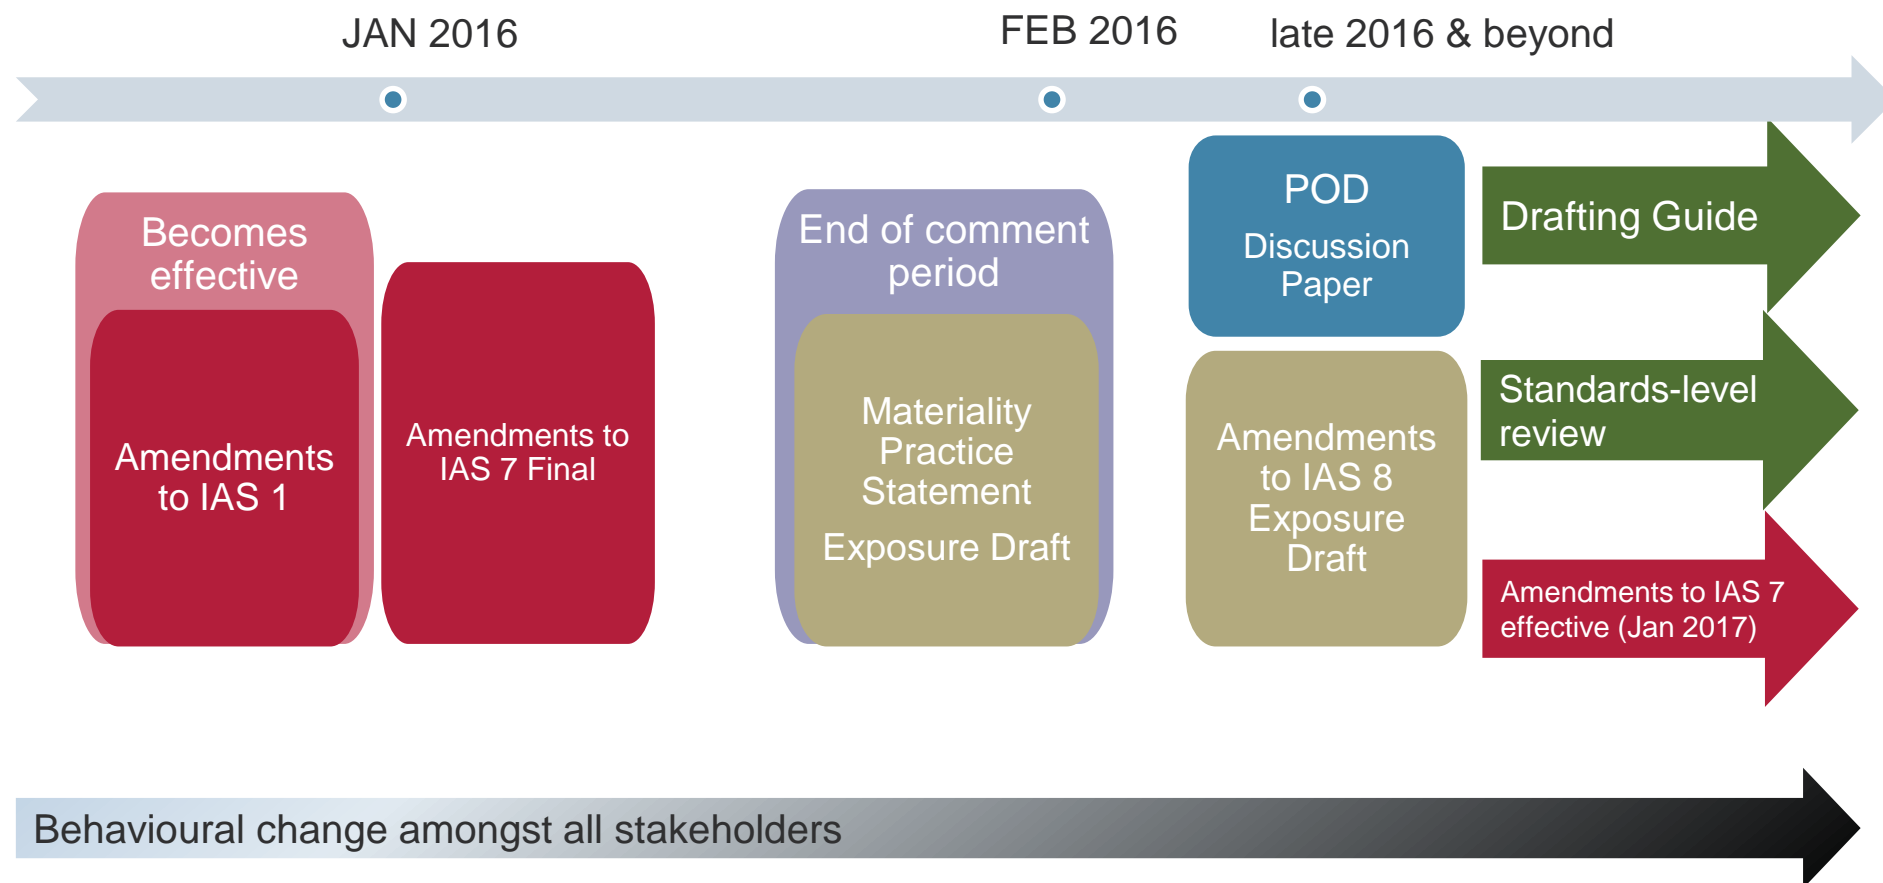 JAN 2016
FEB 2016
late 2016 & beyond
Becomes
effective
Amendments
to IAS 1
Amendments to
IAS 7 Final
End of comment
period
Materiality
Practice
Statement
Exposure Draft
POD
Discussion
Paper
Amendments
to IAS 8
Exposure
Draft
Drafting Guide
Standards-level
review
Amendments to IAS 7
effective (Jan 2017)
Behavioural change amongst all stakeholders